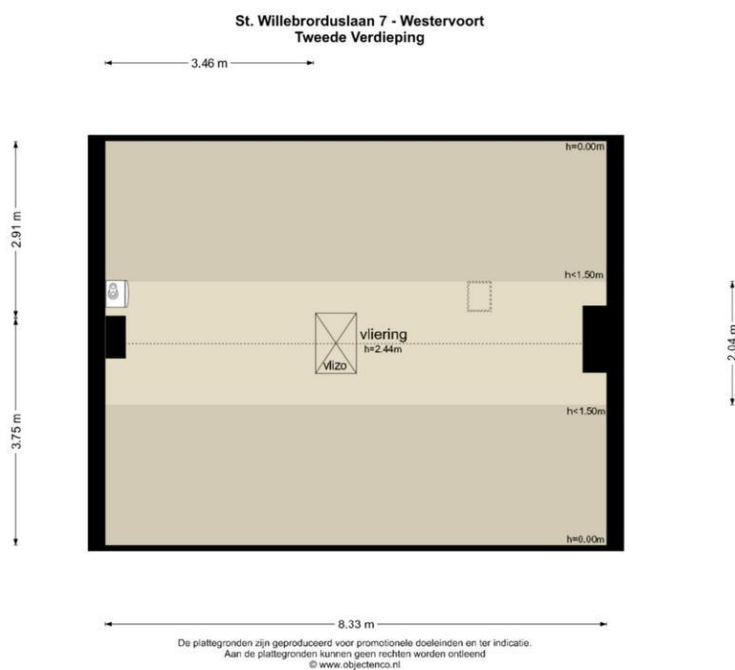 St. Willebrorduslaan 7 - Westervoort
Tweede Verdieping
3.46 m
h=0.00m
2.91 m
h<1.50m
vliering
h=2.44m
vlizo
2.04 m
3.75 m
h<1.50m
h=0.00m
8.33 m
De plattegronden zijn geproduceerd voor promotionele doeleinden en ter indicatie.
Aan de plattegronden kunnen geen rechten worden ontleend
© www.objectenco.nl